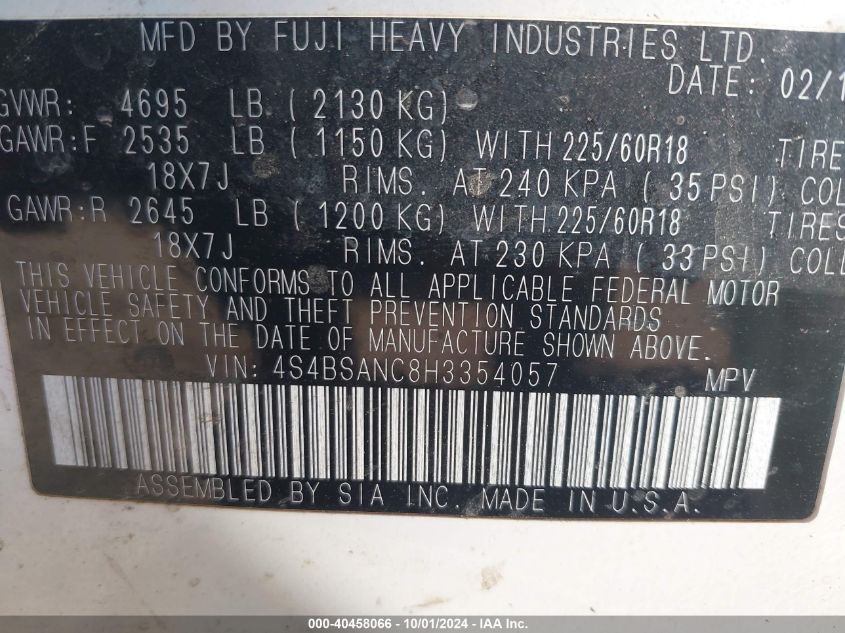 MFD BY FUJI HEAVY INDUSTRIES LTD.
DATE: 02/1
GVWR: 4695 LB ( 2130 KG)
GAWR:F 2535 LB ( 1150 KG) WITH 225/60R18 TIRE
18X7J RIMS. AT 240 KPA ( 35 PSI) COL
GAWR:R 2645 LB ( 1200 KG) WITH 225/60R18 TIRES
18X7J RIMS. AT 230 KPA ( 33 PSI) COLD
THIS VEHICLE CONFORMS TO ALL APPLICABLE FEDERAL MOTOR
VEHICLE SAFETY AND THEFT PREVENTION STANDARDS
IN EFFECT ON THE DATE OF MANUFACTURE SHOWN ABOVE.
VIN: 4S4BSANC8H3354057 MPV
ASSEMBLED BY SIA INC. MADE IN U.S.A.
000-40458066 - 10/01/2024 - IAA Inc.